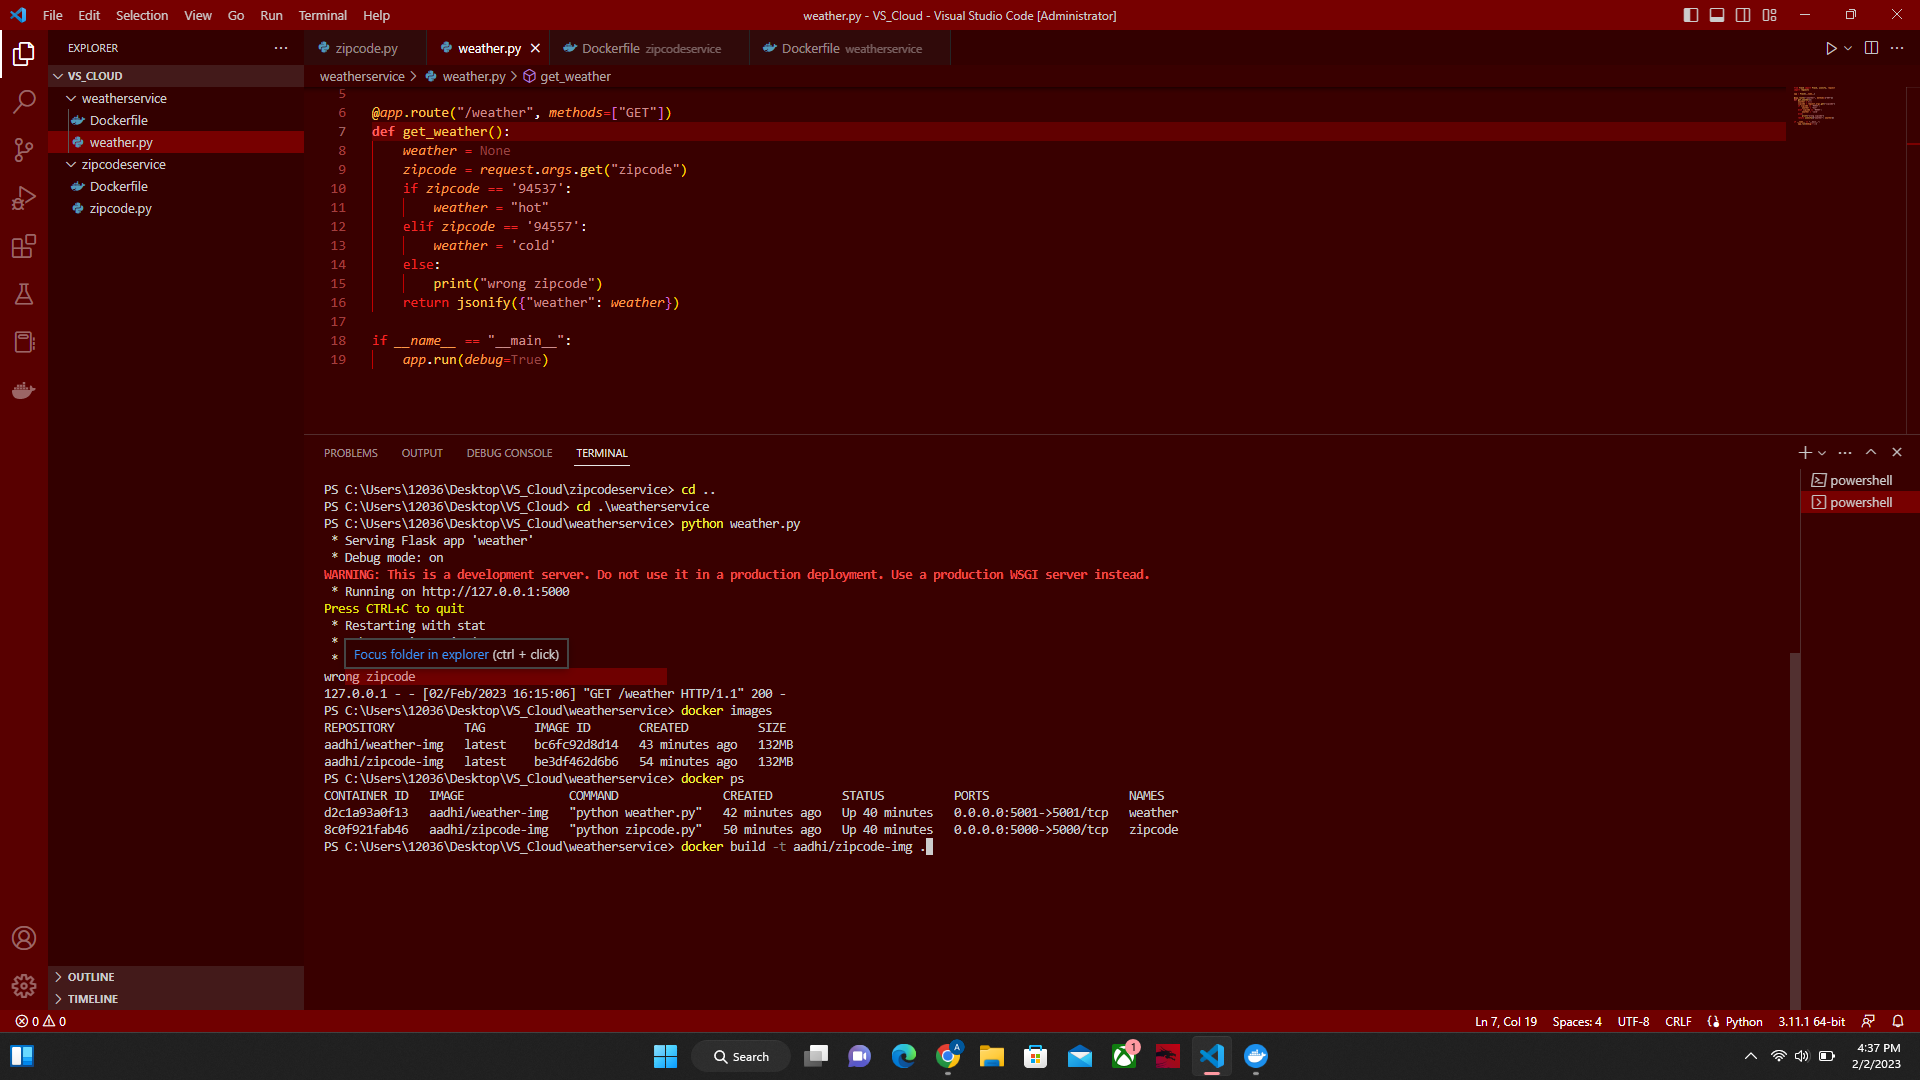 File Edit Selection View Go Run Terminal Help
weather.py - VS_Cloud - Visual Studio Code [Administrator]
EXPLORER
VS_CLOUD
weatherservice
Dockerfile
weather.py
zipcodeservice
Dockerfile
zipcode.py
OUTLINE
TIMELINE
zipcode.py
weather.py
Dockerfile zipcodeservice
Dockerfile weatherservice
weatherservice > weather.py > get_weather
5
6 @app.route("/weather", methods=["GET"])
7 def get_weather():
8 weather = None
9 zipcode = request.args.get("zipcode")
10 if zipcode == '94537':
11 weather = "hot"
12 elif zipcode == '94557':
13 weather = 'cold'
14 else:
15 print("wrong zipcode")
16 return jsonify({"weather": weather})
17
18 if __name__ == "__main__":
19 app.run(debug=True)
PROBLEMS OUTPUT DEBUG CONSOLE TERMINAL
powershell
powershell
PS C:\Users\12036\Desktop\VS_Cloud\zipcodeservice> cd ..
PS C:\Users\12036\Desktop\VS_Cloud> cd .\weatherservice
PS C:\Users\12036\Desktop\VS_Cloud\weatherservice> python weather.py
* Serving Flask app 'weather'
* Debug mode: on
WARNING: This is a development server. Do not use it in a production deployment. Use a production WSGI server instead.
* Running on http://127.0.0.1:5000
Press CTRL+C to quit
* Restarting with stat
*
*
Focus folder in explorer (ctrl + click)
wrong zipcode
127.0.0.1 - - [02/Feb/2023 16:15:06] "GET /weather HTTP/1.1" 200 -
PS C:\Users\12036\Desktop\VS_Cloud\weatherservice> docker images
REPOSITORY TAG IMAGE ID CREATED SIZE
aadhi/weather-img latest bc6fc92d8d14 43 minutes ago 132MB
aadhi/zipcode-img latest be3df462d6b6 54 minutes ago 132MB
PS C:\Users\12036\Desktop\VS_Cloud\weatherservice> docker ps
CONTAINER ID IMAGE COMMAND CREATED STATUS PORTS NAMES
d2c1a93a0f13 aadhi/weather-img "python weather.py" 42 minutes ago Up 40 minutes 0.0.0.0:5001->5001/tcp weather
8c0f921fab46 aadhi/zipcode-img "python zipcode.py" 50 minutes ago Up 40 minutes 0.0.0.0:5000->5000/tcp zipcode
PS C:\Users\12036\Desktop\VS_Cloud\weatherservice> docker build -t aadhi/zipcode-img .
0 0
Ln 7, Col 19 Spaces: 4 UTF-8 CRLF Python 3.11.1 64-bit
Search
A
1
4:37 PM
2/2/2023